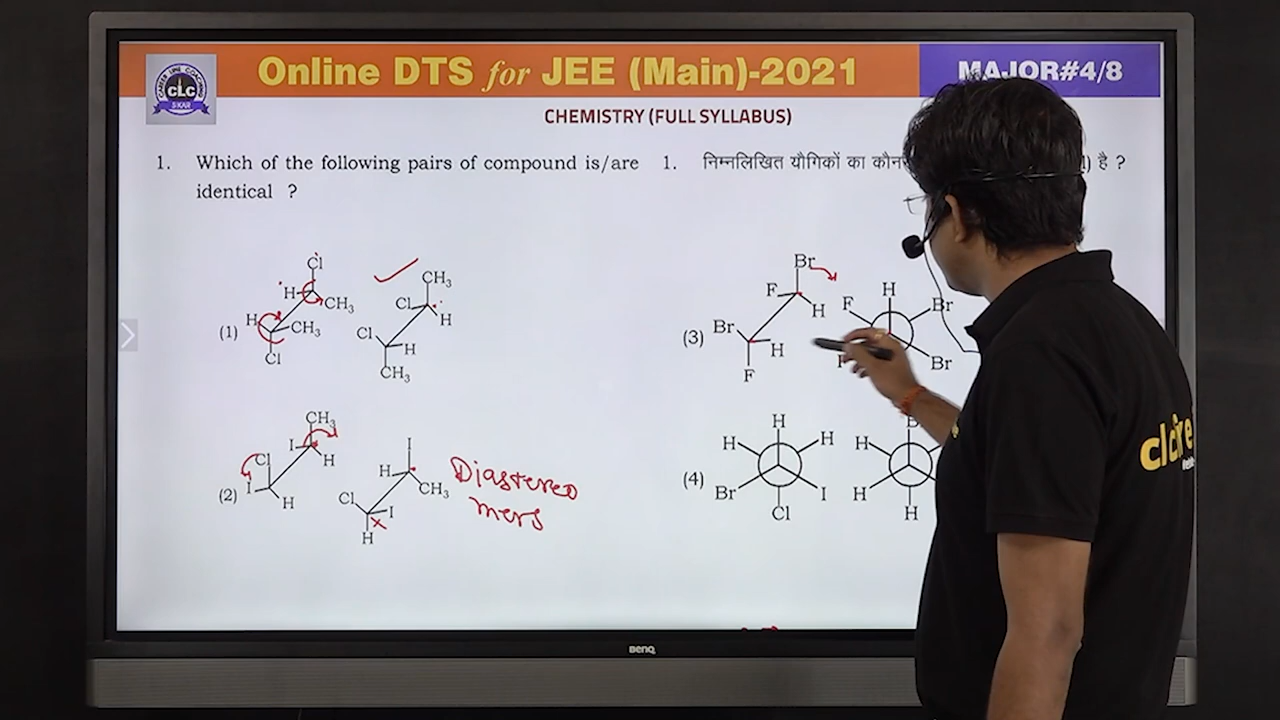 Online DTS for JEE (Main)-2021
MAJOR#4/8
CLC
SIKAR
CHEMISTRY (FULL SYLLABUS)
1. Which of the following pairs of compound is/are
identical ?
1. निम्नलिखित यौगिकों का है ?
Cl
H
CH3
H
CH3
Cl
(1)
CH3
Cl
H
Cl
H
CH3
Br
F
H
Br
H
F
(3)
H
F
Br
Br
CH3
I
H
Cl
I
H
(2)
I
H
CH3
Cl
I
H
Diastereo
mers
H
H
H
(4)
Br
I
Cl
H
H
H
BenQ
clc